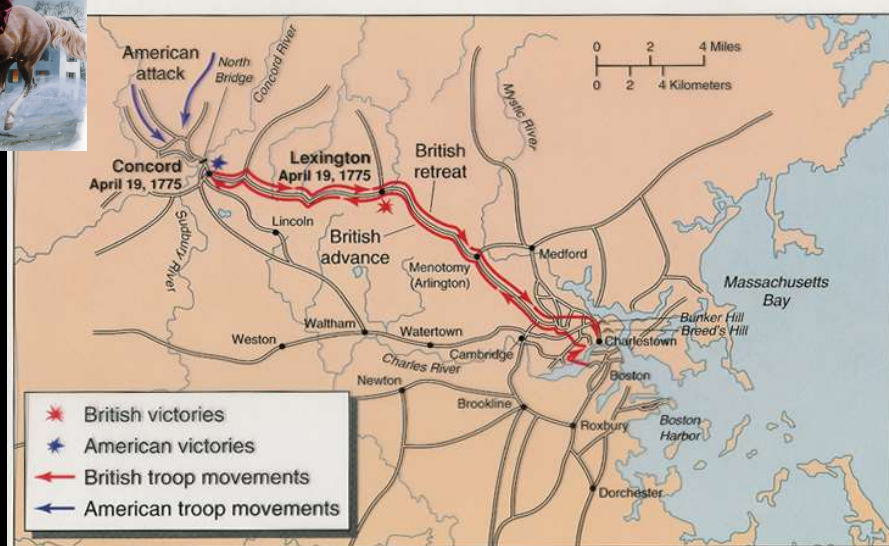 American
attack
North
Bridge
Concord River
Concord
April 19, 1775
Lexington
April 19, 1775
British
retreat
British
advance
Mystic River
0 2 4 Miles
0 2 4 Kilometers
Sudbury River
Lincoln
Menotomy
(Arlington)
Medford
Massachusetts
Bay
Bunker Hill
Breed's Hill
Charlestown
Weston
Waltham
Watertown
Cambridge
Charles River
Boston
Newton
Brookline
Roxbury
Boston
Harbor
Dorchester
British victories
American victories
British troop movements
American troop movements